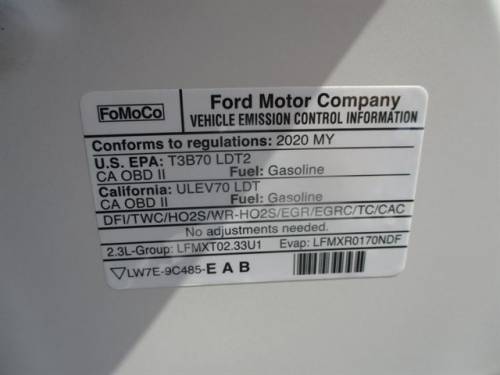 FoMoCo
Ford Motor Company
VEHICLE EMISSION CONTROL INFORMATION
Conforms to regulations: 2020 MY
U.S. EPA: T3B70 LDT2
CA OBD II Fuel: Gasoline
California: ULEV70 LDT
CA OBD II Fuel: Gasoline
DFI/TWC/HO2S/WR-HO2S/EGR/EGRC/TC/CAC
No adjustments needed.
2.3L-Group: LFMXT02.33U1 Evap: LFMXR0170NDF
LW7E-9C485-E A B